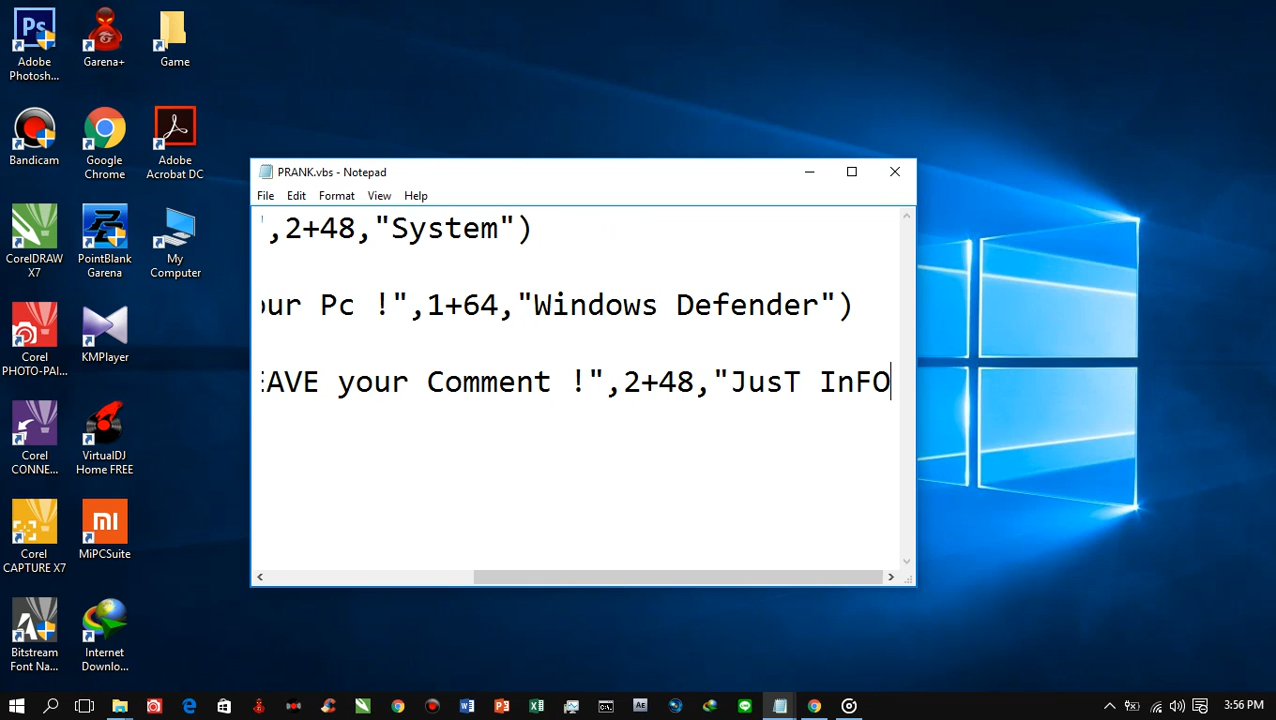 Adobe Photosh...
Garena+
Game
Bandicam
Google Chrome
Adobe Acrobat DC
CorelDRAW X7
PointBlank Garena
My Computer
Corel PHOTO-PAI...
KMPlayer
Corel CONNE...
VirtualDJ Home FREE
Corel CAPTURE X7
MiPCSuite
Bitstream Font Na...
Internet Downlo...
PRANK.vbs - Notepad
File Edit Format View Help
",2+48,"System")
our Pc !",1+64,"Windows Defender")
EAVE your Comment !",2+48,"JusT InFO
3:56 PM